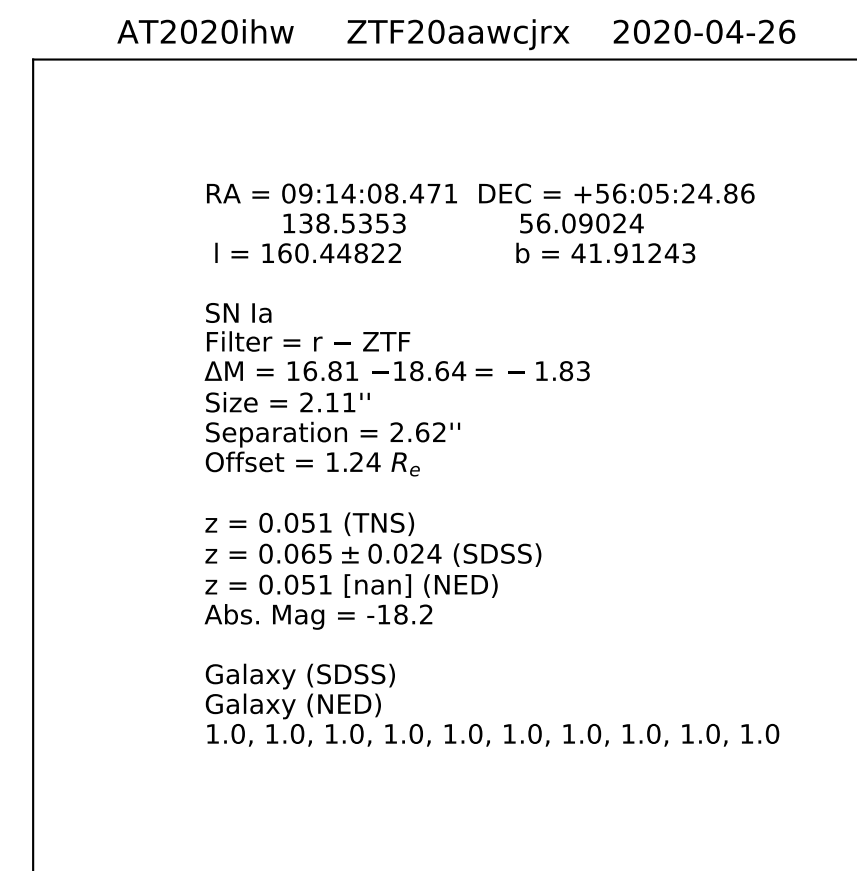 AT2020ihw ZTF20aawcjrx 2020-04-26
RA = 09:14:08.471 DEC = +56:05:24.86
138.5353 56.09024
l = 160.44822 b = 41.91243
SN Ia
Filter = r − ZTF
ΔM = 16.81 −18.64 = − 1.83
Size = 2.11''
Separation = 2.62''
Offset = 1.24 Rₑ
z = 0.051 (TNS)
z = 0.065 ± 0.024 (SDSS)
z = 0.051 [nan] (NED)
Abs. Mag = -18.2
Galaxy (SDSS)
Galaxy (NED)
1.0, 1.0, 1.0, 1.0, 1.0, 1.0, 1.0, 1.0, 1.0, 1.0